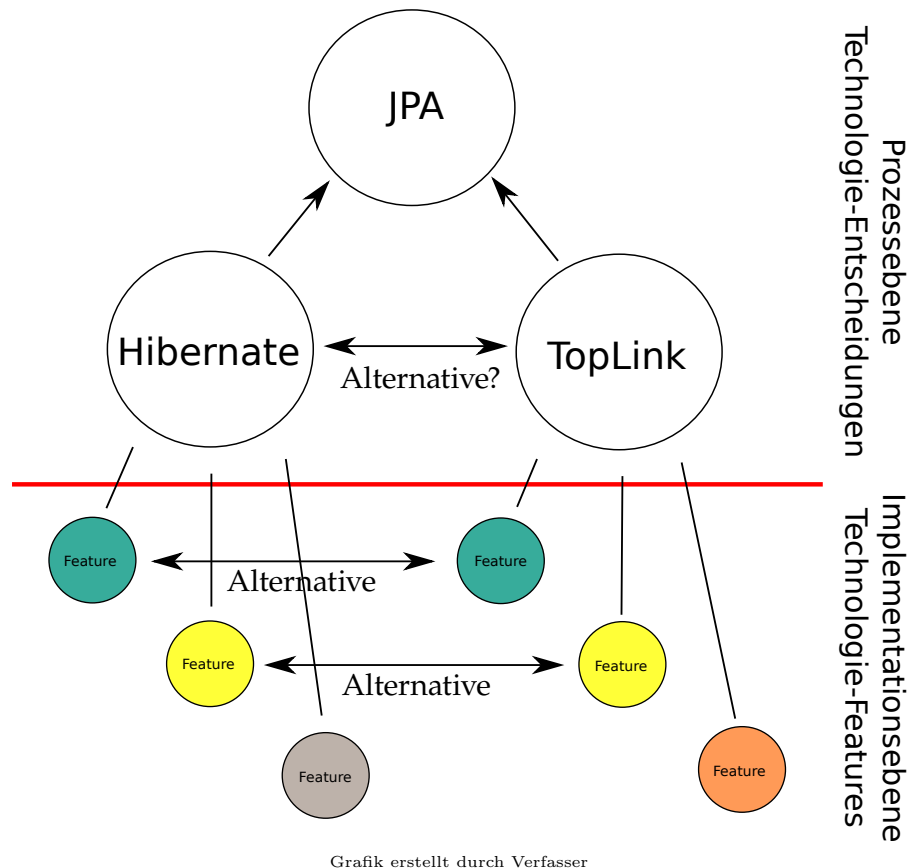 JPA
Hibernate
TopLink
Alternative?
Prozessebene
Technologie-Entscheidungen
Feature
Feature
Alternative
Feature
Feature
Alternative
Feature
Feature
Implementationsebene
Technologie-Features
Grafik erstellt durch Verfasser